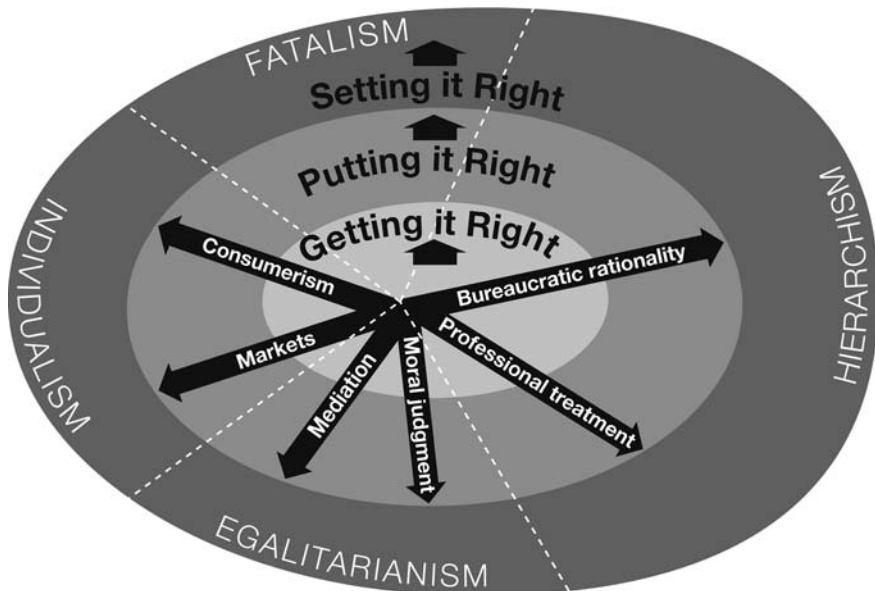 FATALISM
Setting it Right
Putting it Right
Getting it Right
INDIVIDUALISM
HIERARCHISM
Consumerism
Bureaucratic rationality
Markets
Mediation
Moral judgment
Professional treatment
EGALITARIANISM